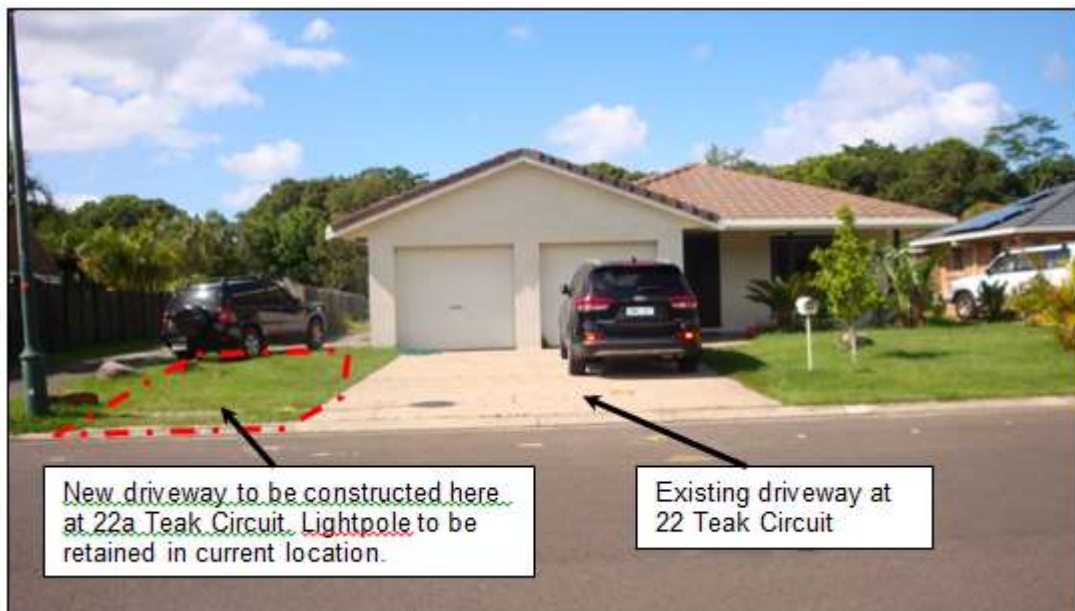 New driveway to be constructed here
at 22a Teak Circuit. Lightpole to be
retained in current location.
Existing driveway at
22 Teak Circuit